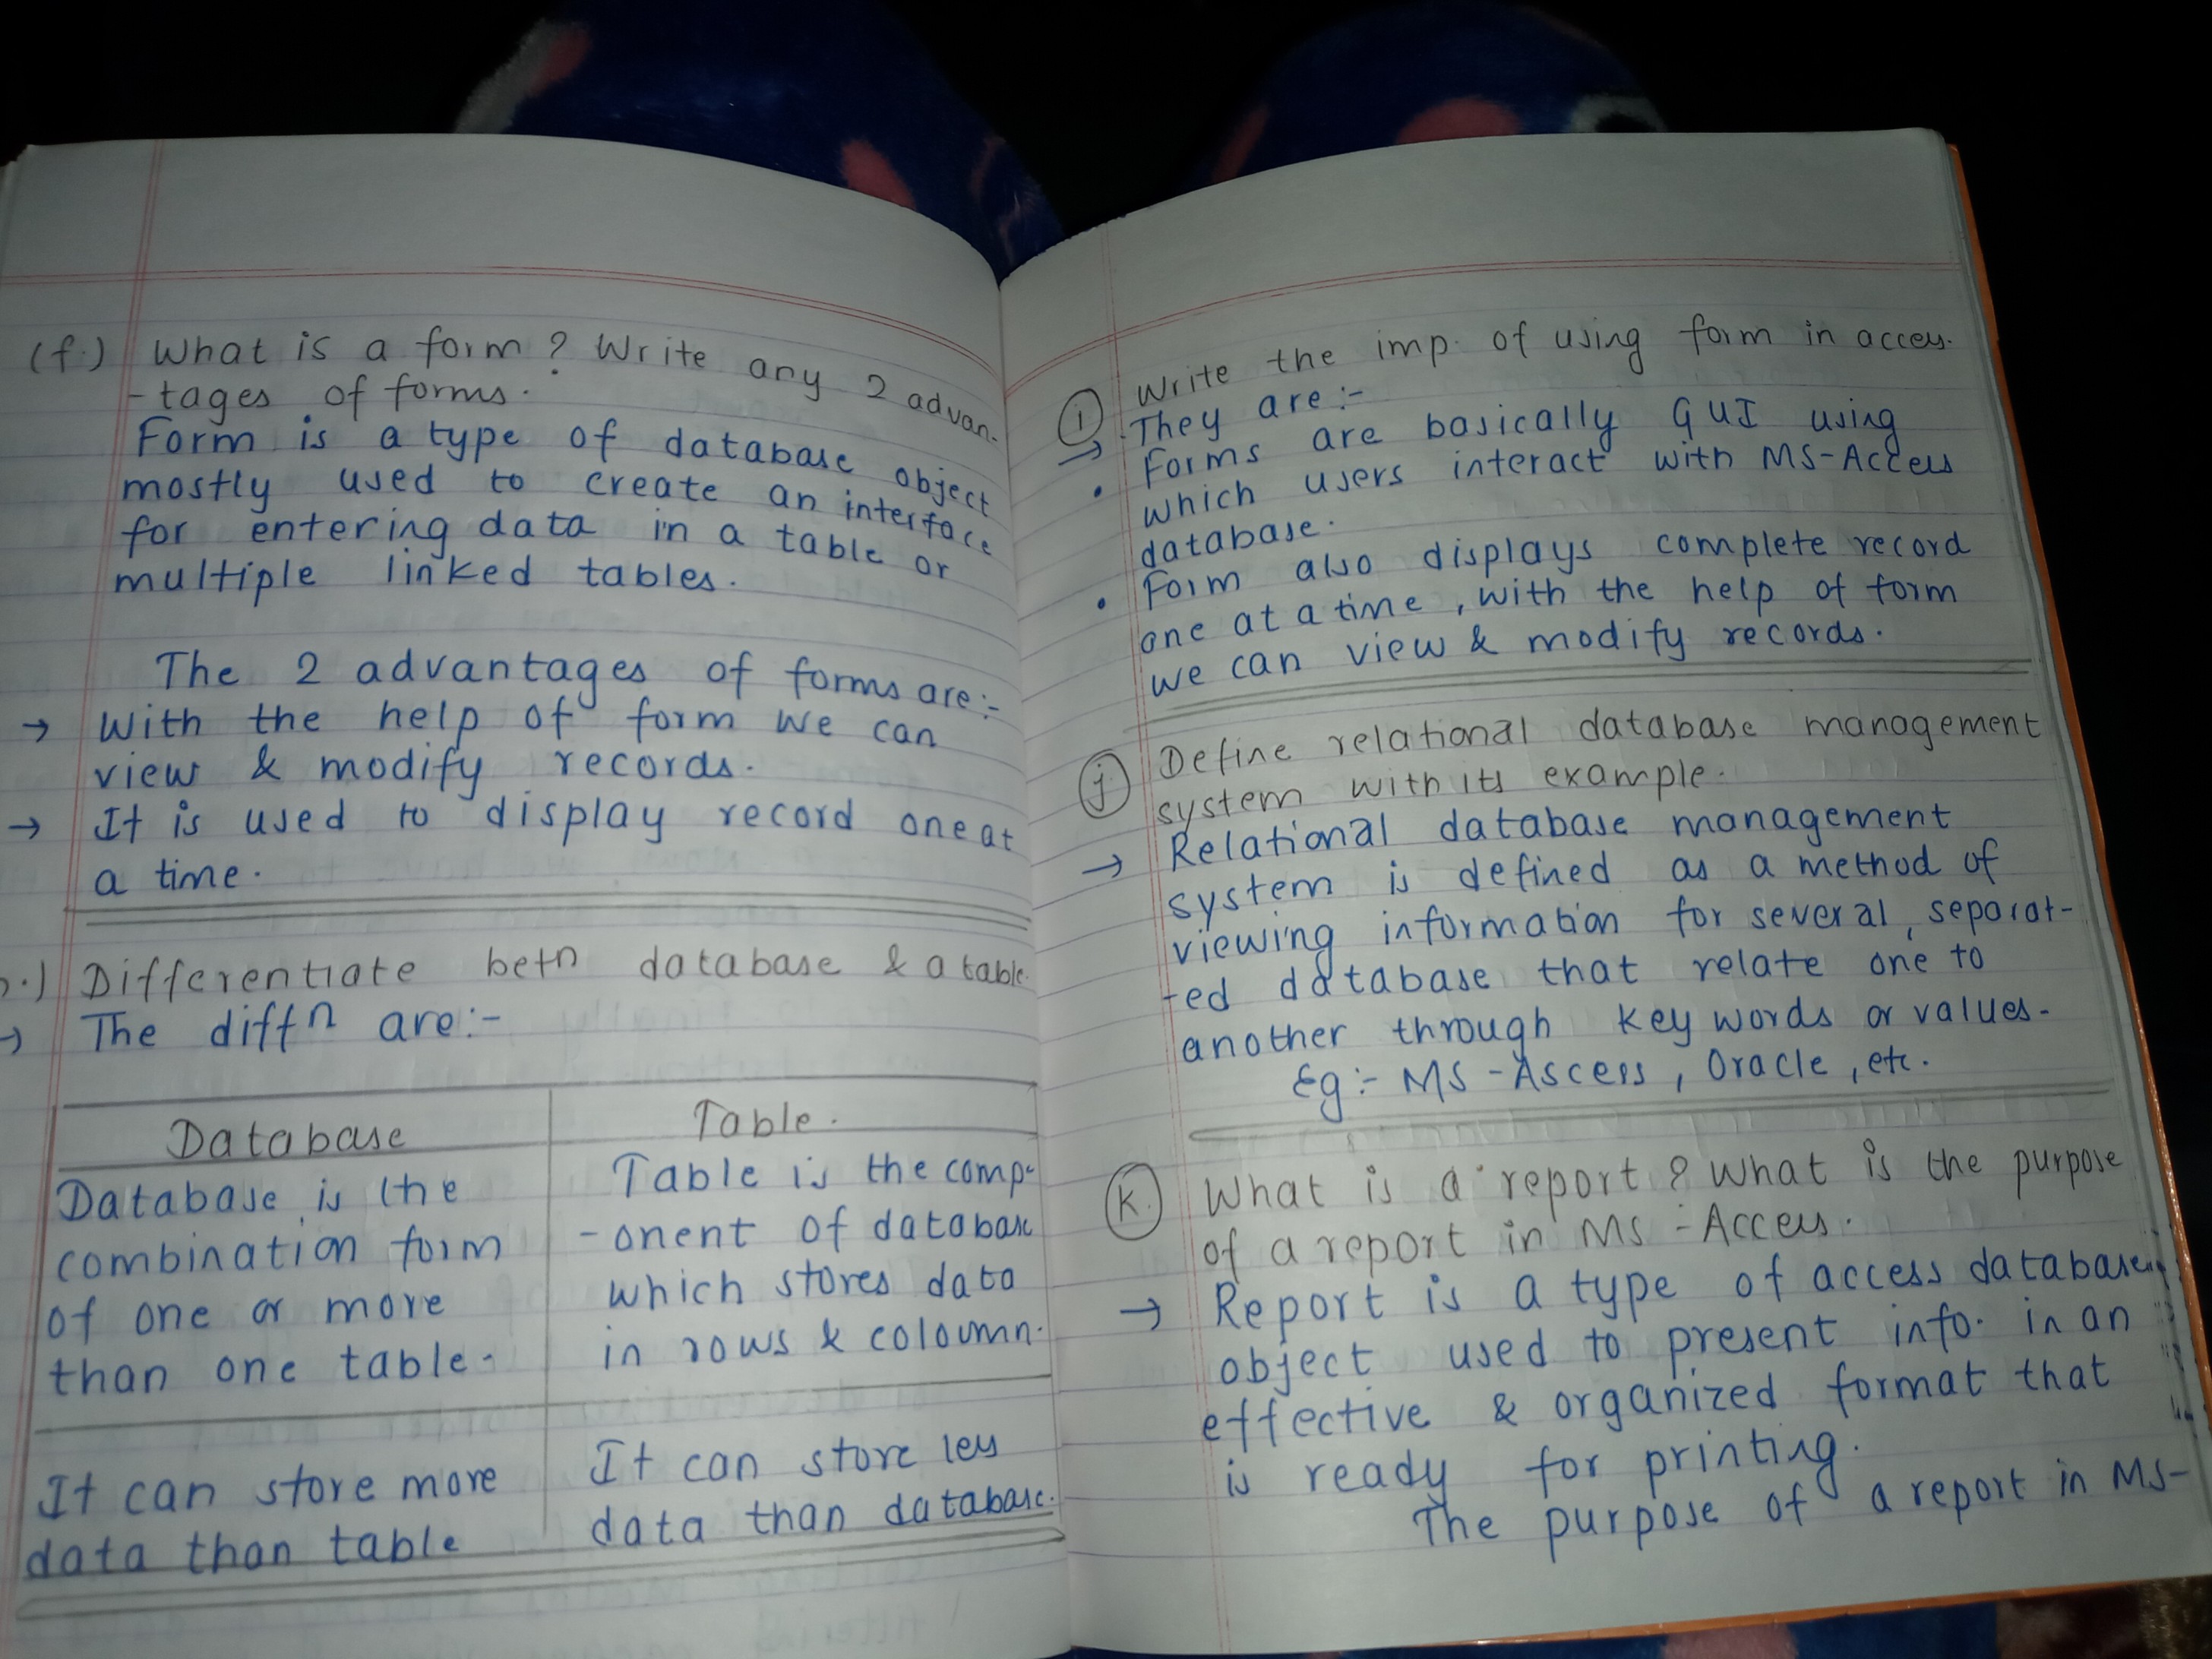 (f.) What is a form? Write any 2 advan-
-tages of forms.
Form is a type of database object
mostly used to create an interface
for entering data in a table or
multiple linked tables.
The 2 advantages of forms are:-
→ With the help of form we can
view & modify records.
→ It is used to display record one at
a time.
.) Differentiate betn database & a table.
→ The diffn are:-
Database
Database is the
combination form
of one or more
than one table.
It can store more
data than table
Table.
Table is the comp-
-onent of database
which stores data
in rows & coloumn.
It can store less
data than database.
i Write the imp. of using form in access.
→ They are:-
• Forms are basically GUI using
which users interact with MS-Access
database.
• Form also displays complete record
one at a time, with the help of form
we can view & modify records.
j. Define relational database management
system with its example.
→ Relational database management
system is defined as a method of
viewing information for several, separat-
-ed database that relate one to
another through key words or values.
Eg:- MS-Ascess, Oracle, etc.
K. What is a report? What is the purpose
of a report in MS-Access.
→ Report is a type of access database
object used to present info. in an
effective & organized format that
is ready for printing.
The purpose of a report in MS-